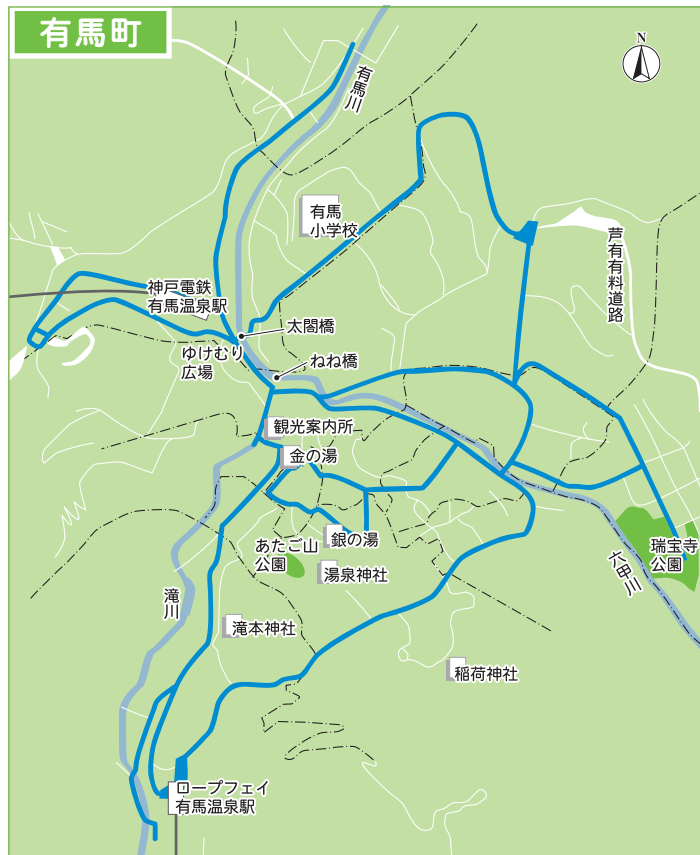 有馬町
N
有馬川
有馬
小学校
芦有有料道路
神戸電鉄
有馬温泉駅
太閤橋
ゆけむり
広場
ねね橋
観光案内所
金の湯
銀の湯
あたご山
公園
湯泉神社
瑞宝寺
公園
六甲川
滝川
滝本神社
稲荷神社
ロープフェイ
有馬温泉駅